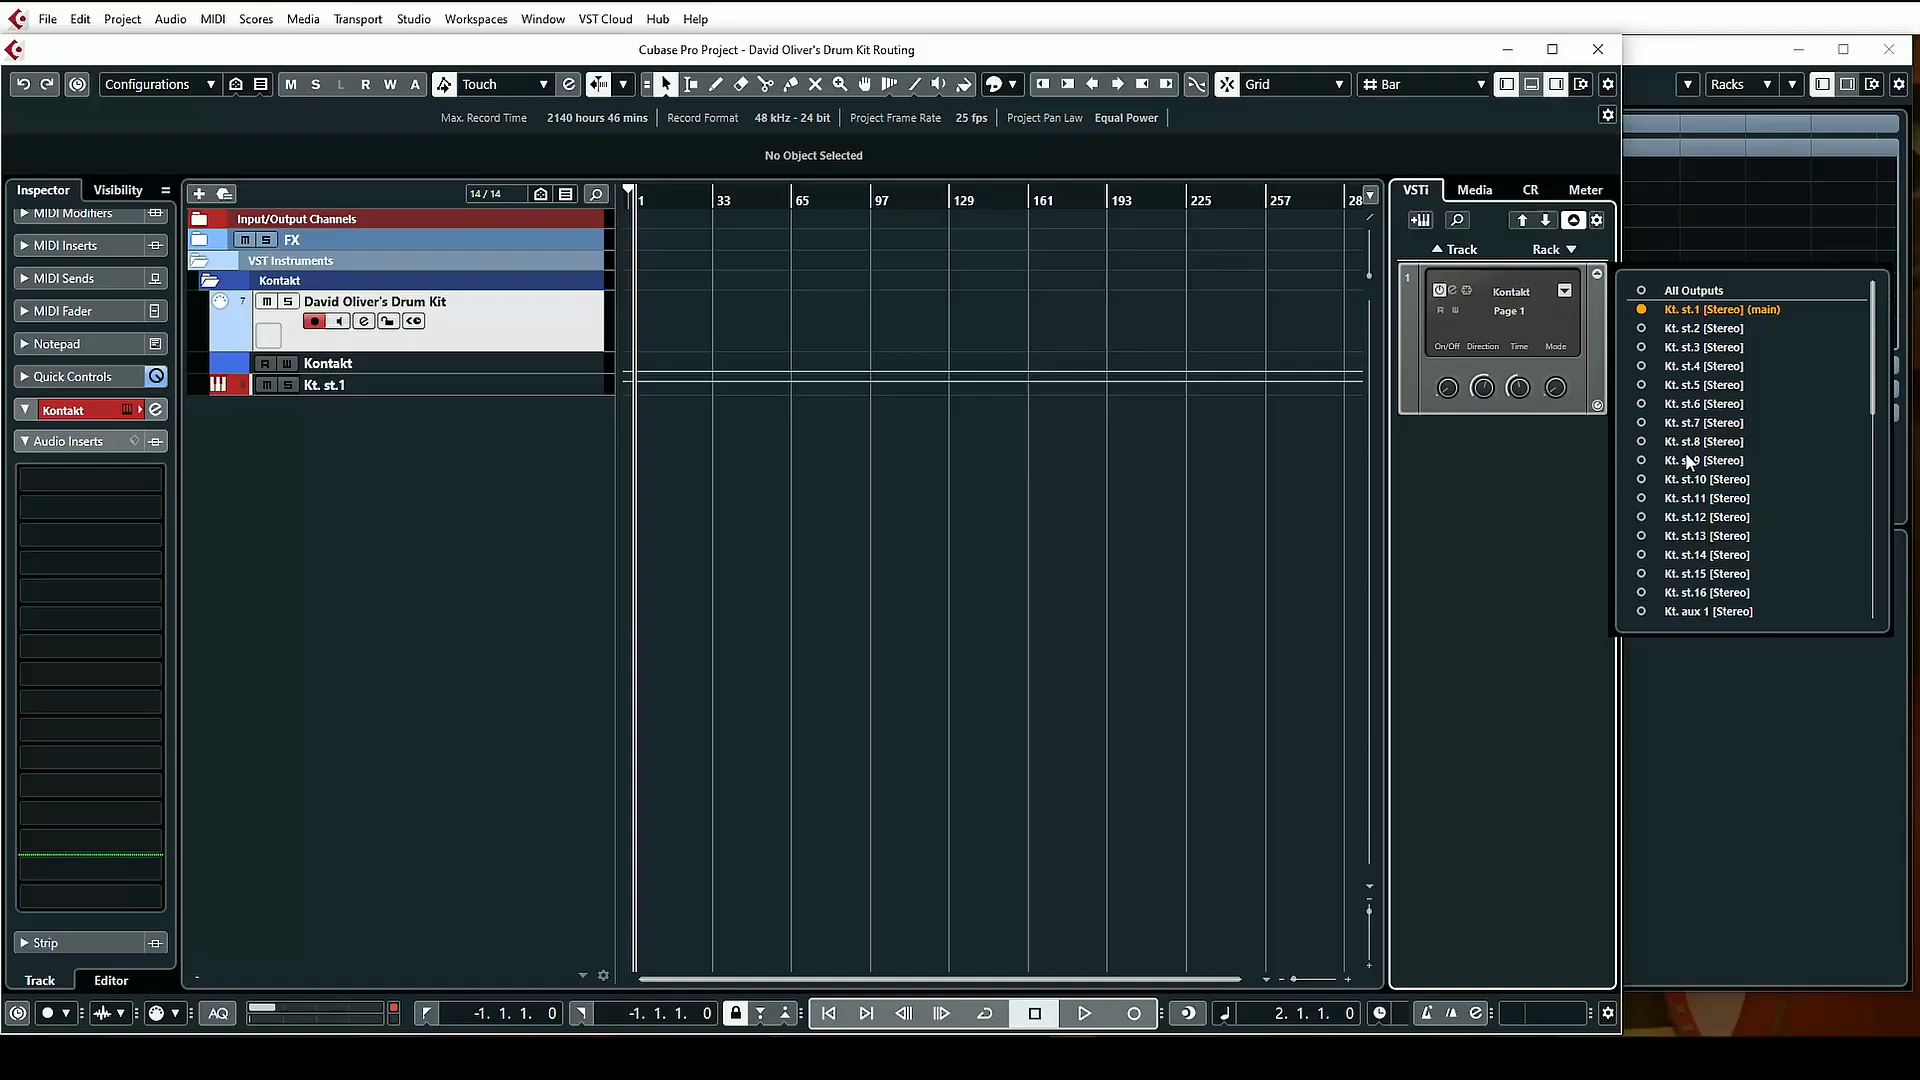 File Edit Project Audio MIDI Scores Media Transport Studio Workspaces Window VST Cloud Hub Help
Cubase Pro Project - David Oliver's Drum Kit Routing
Configurations M S L R W A Touch Grid # Bar Racks
Max. Record Time 2140 hours 46 mins Record Format 48 kHz - 24 bit Project Frame Rate 25 fps Project Pan Law Equal Power
No Object Selected
Inspector Visibility 14 / 14
1 33 65 97 129 161 193 225 257 28
VSTi Media CR Meter
Track Rack
MIDI Modifiers
MIDI Inserts
MIDI Sends
MIDI Fader
Notepad
Quick Controls
Kontakt
Audio Inserts
Strip
Track Editor
Input/Output Channels
m S FX
VST Instruments
Kontakt
7 m S David Oliver's Drum Kit
R W Kontakt
m S Kt. st.1
1 Kontakt
R W Page 1
On/Off Direction Time Mode
All Outputs
Kt. st.1 [Stereo] (main)
Kt. st.2 [Stereo]
Kt. st.3 [Stereo]
Kt. st.4 [Stereo]
Kt. st.5 [Stereo]
Kt. st.6 [Stereo]
Kt. st.7 [Stereo]
Kt. st.8 [Stereo]
Kt. st.9 [Stereo]
Kt. st.10 [Stereo]
Kt. st.11 [Stereo]
Kt. st.12 [Stereo]
Kt. st.13 [Stereo]
Kt. st.14 [Stereo]
Kt. st.15 [Stereo]
Kt. st.16 [Stereo]
Kt. aux 1 [Stereo]
AQ -1. 1. 1. 0 -1. 1. 1. 0 2. 1. 1. 0